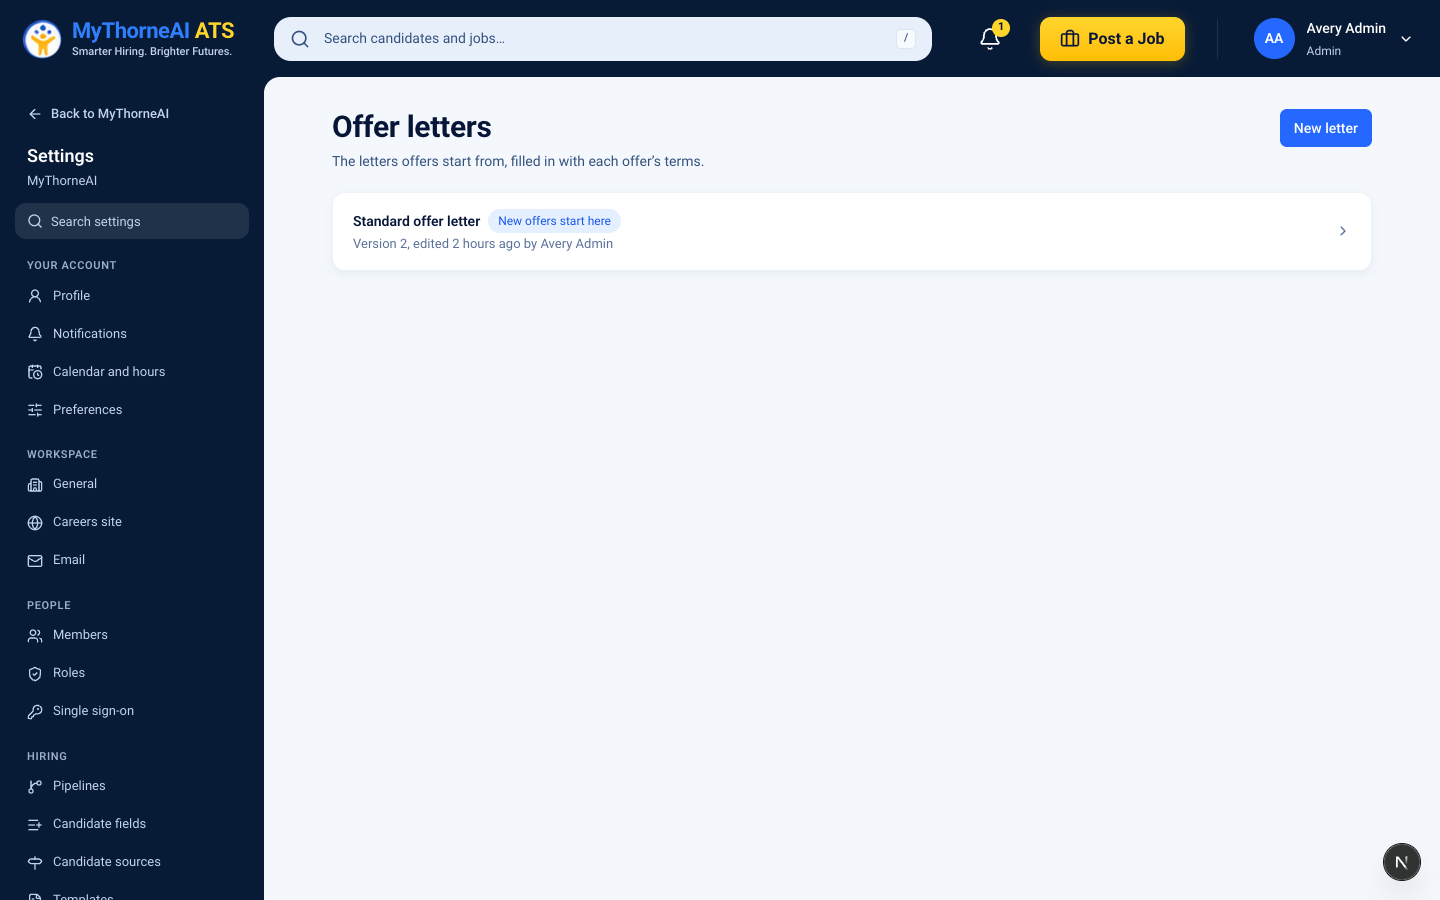 MyThorneAI ATS
Smarter Hiring. Brighter Futures.
Search candidates and jobs…
/
1
Post a Job
AA
Avery Admin
Admin
Back to MyThorneAI
Settings
MyThorneAI
Search settings
YOUR ACCOUNT
Profile
Notifications
Calendar and hours
Preferences
WORKSPACE
General
Careers site
Email
PEOPLE
Members
Roles
Single sign-on
HIRING
Pipelines
Candidate fields
Candidate sources
Templates
Offer letters
The letters offers start from, filled in with each offer’s terms.
New letter
Standard offer letter
New offers start here
Version 2, edited 2 hours ago by Avery Admin
N